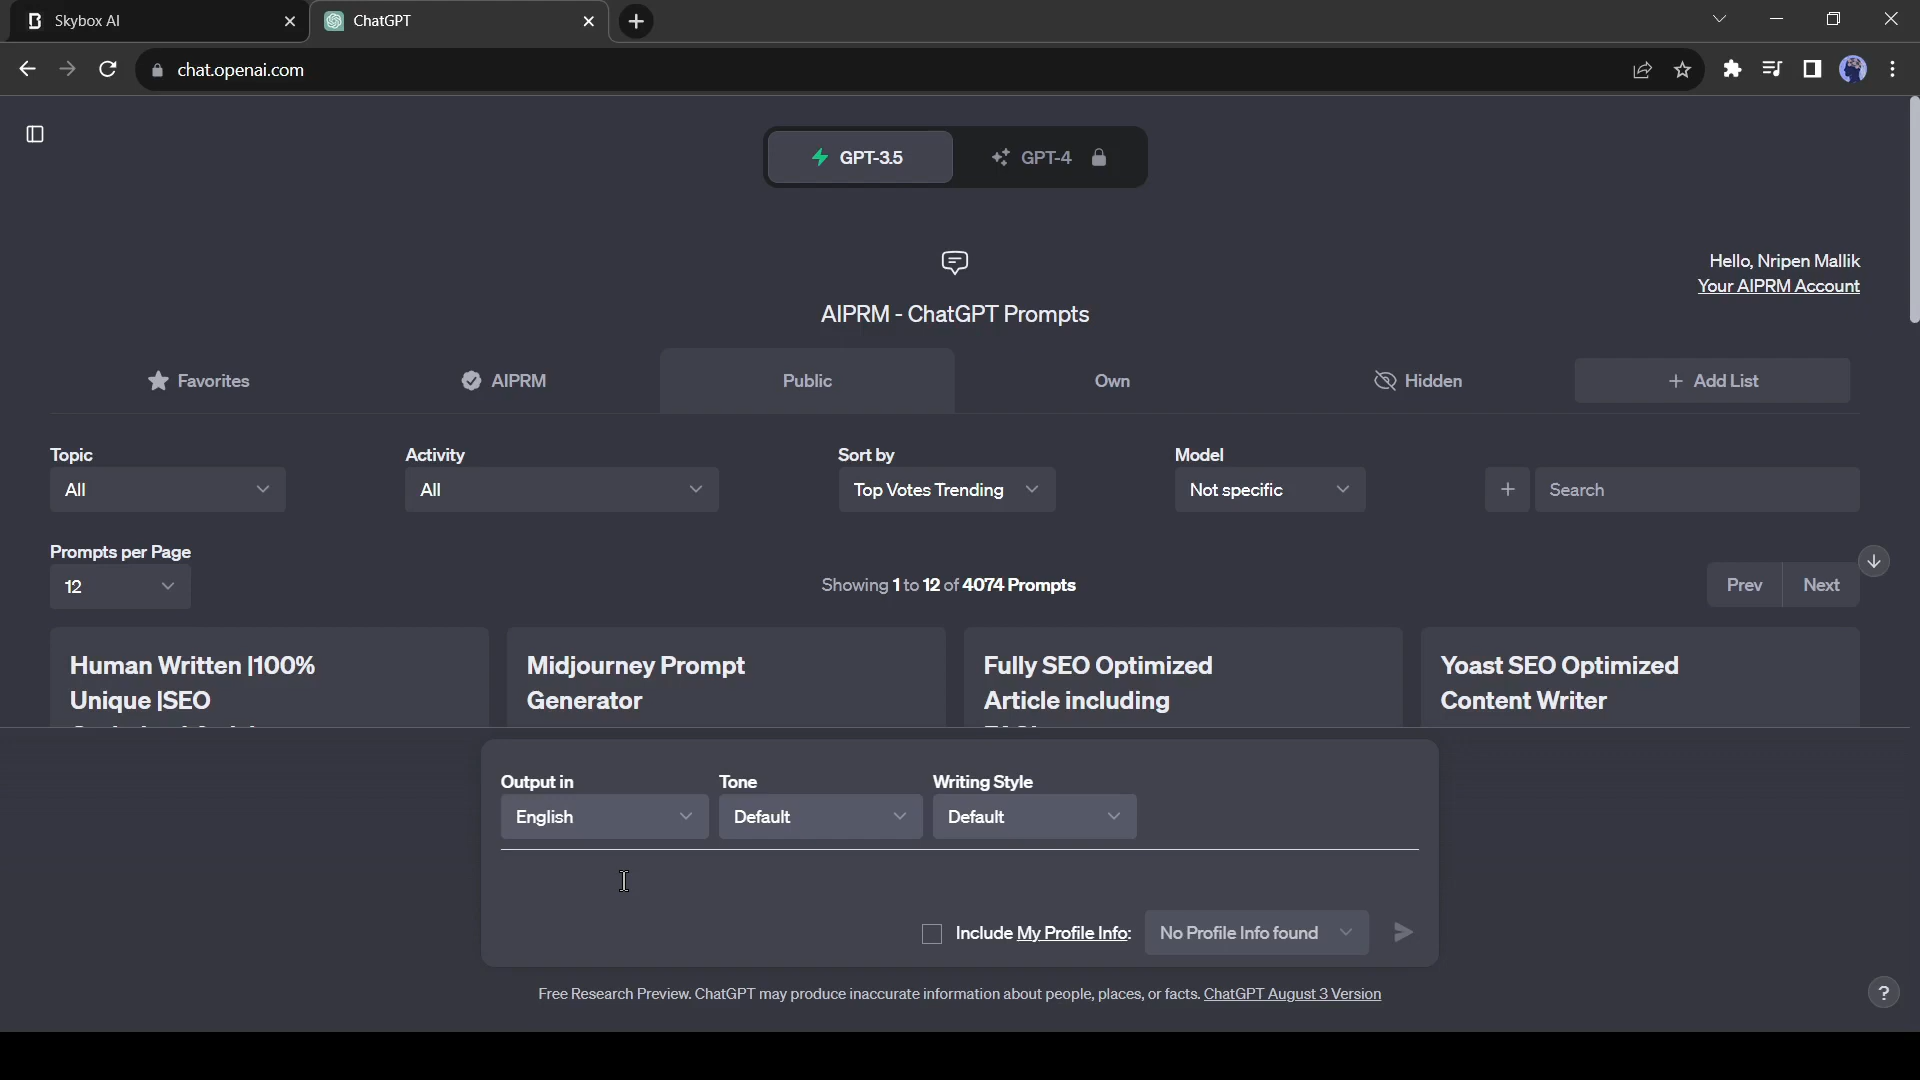 Skybox AI
ChatGPT
chat.openai.com
GPT-3.5
GPT-4
Hello, Nripen Mallik
Your AIPRM Account
AIPRM - ChatGPT Prompts
Favorites
AIPRM
Public
Own
Hidden
+ Add List
Topic
Activity
Sort by
Model
All
All
Top Votes Trending
Not specific
+
Search
Prompts per Page
12
Showing 1 to 12 of 4074 Prompts
Prev
Next
Human Written |100%
Unique |SEO
Midjourney Prompt
Generator
Fully SEO Optimized
Article including
Yoast SEO Optimized
Content Writer
Output in
Tone
Writing Style
English
Default
Default
Include My Profile Info:
No Profile Info found
Free Research Preview. ChatGPT may produce inaccurate information about people, places, or facts. ChatGPT August 3 Version
?